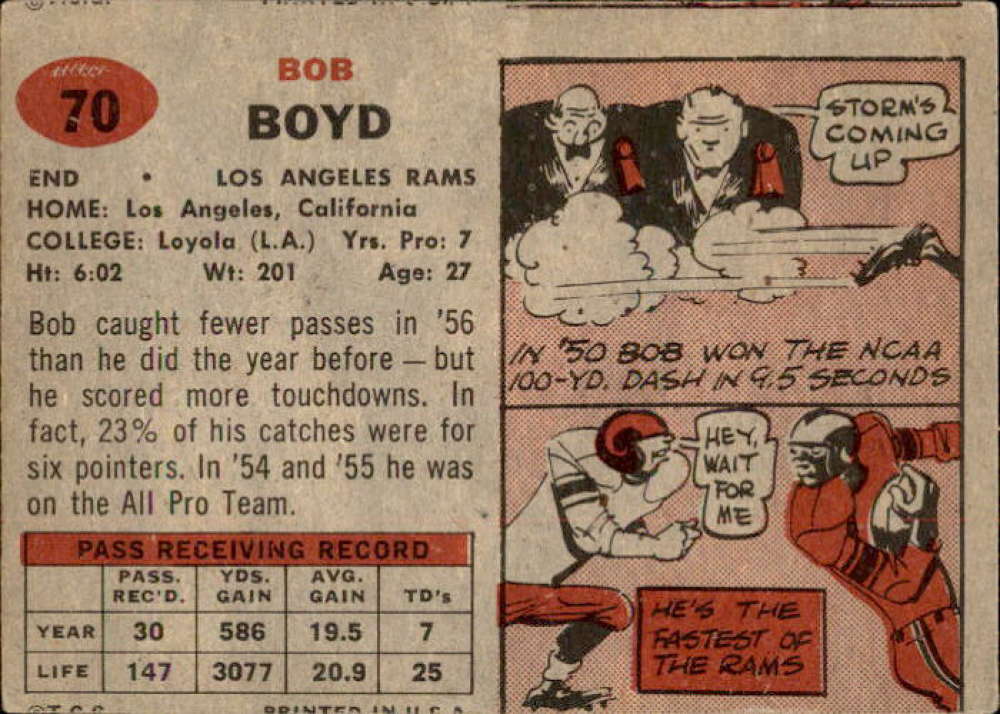 70
BOB
BOYD
END • LOS ANGELES RAMS
HOME: Los Angeles, California
COLLEGE: Loyola (L.A.) Yrs. Pro: 7
Ht: 6:02 Wt: 201 Age: 27
Bob caught fewer passes in '56
than he did the year before — but
he scored more touchdowns. In
fact, 23% of his catches were for
six pointers. In '54 and '55 he was
on the All Pro Team.
PASS RECEIVING RECORD
PASS. REC'D. YDS. GAIN AVG. GAIN TD's
YEAR 30 586 19.5 7
LIFE 147 3077 20.9 25
©T.C.G. PRINTED IN U.S.A.
STORM'S
COMING
UP
IN '50 BOB WON THE NCAA
100-YD. DASH IN 9.5 SECONDS
HEY,
WAIT
FOR
ME
HE'S THE
FASTEST OF
THE RAMS